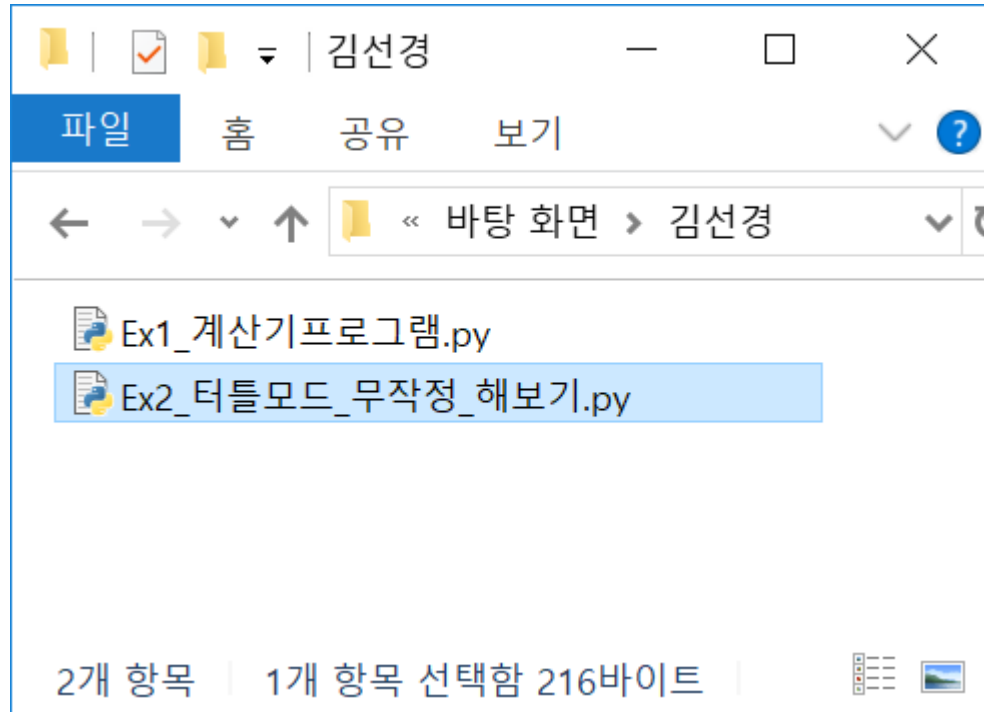 김선경
파일 홈 공유 보기
« 바탕 화면 > 김선경
Ex1_계산기프로그램.py
Ex2_터틀모드_무작정_해보기.py
2개 항목 1개 항목 선택함 216바이트